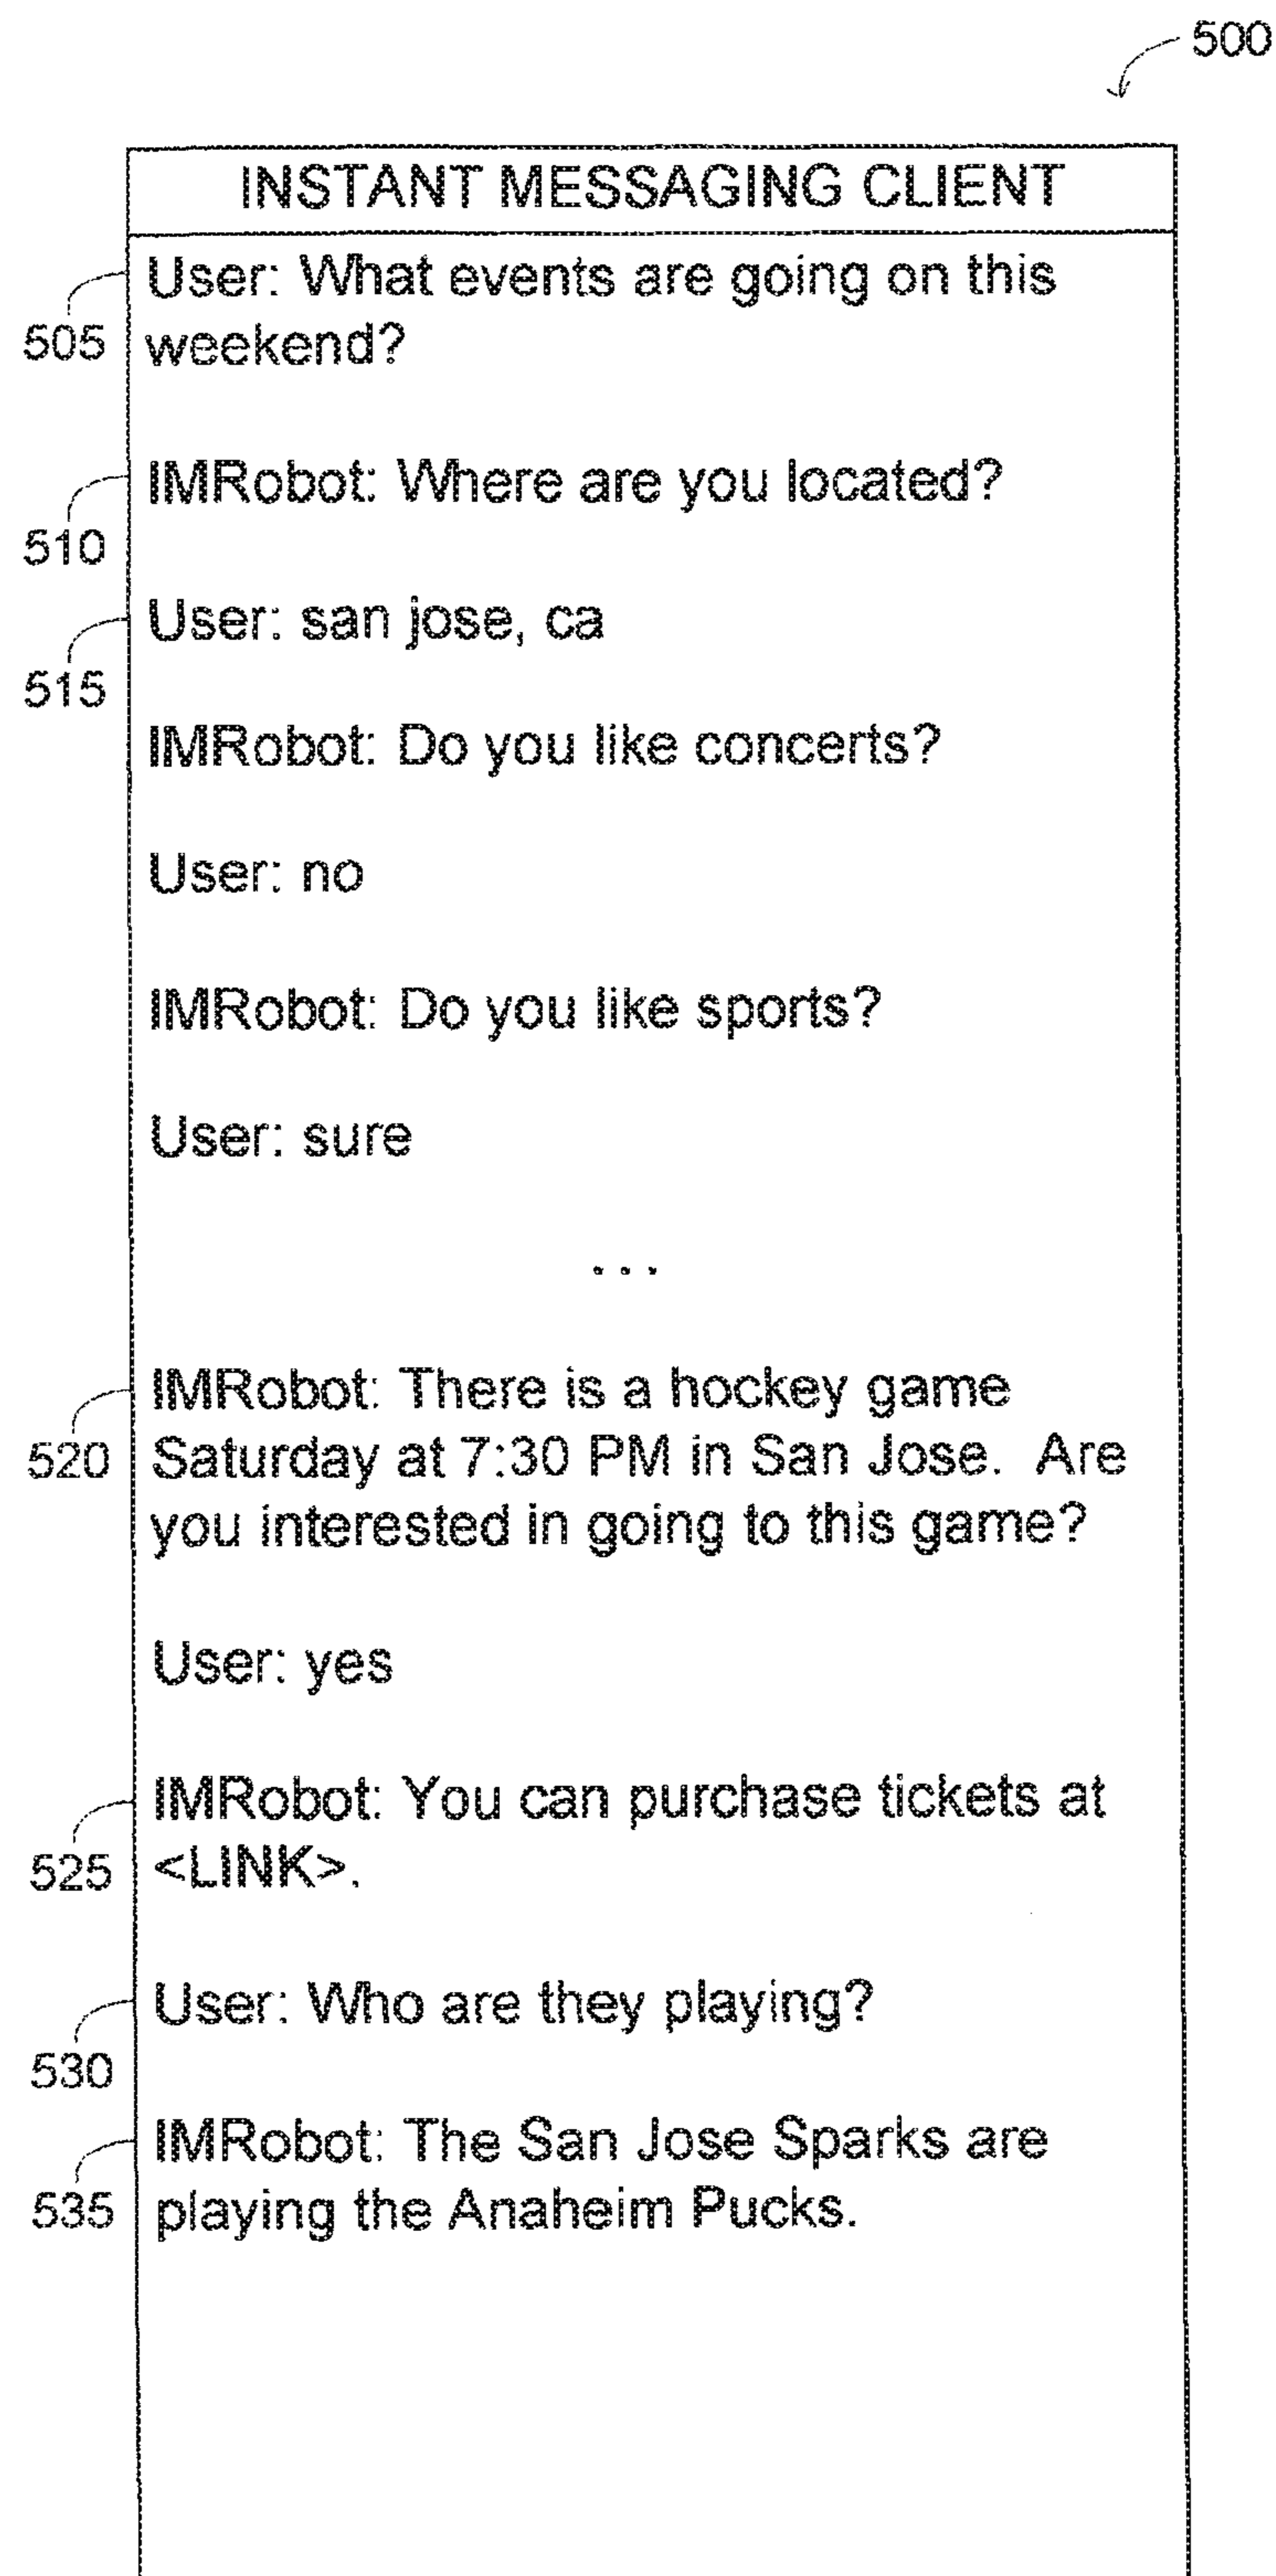 500
INSTANT MESSAGING CLIENT
User: What events are going on this
505
weekend?
IMRobot: Where are you located?
510
User: san jose, ca
515
IMRobot: Do you like concerts?
User: no
IMRobot: Do you like sports?
User: sure
...
IMRobot: There is a hockey game
520
Saturday at 7:30 PM in San Jose. Are
you interested in going to this game?
User: yes
IMRobot: You can purchase tickets at
525
<LINK>.
User: Who are they playing?
530
IMRobot: The San Jose Sparks are
535
playing the Anaheim Pucks.